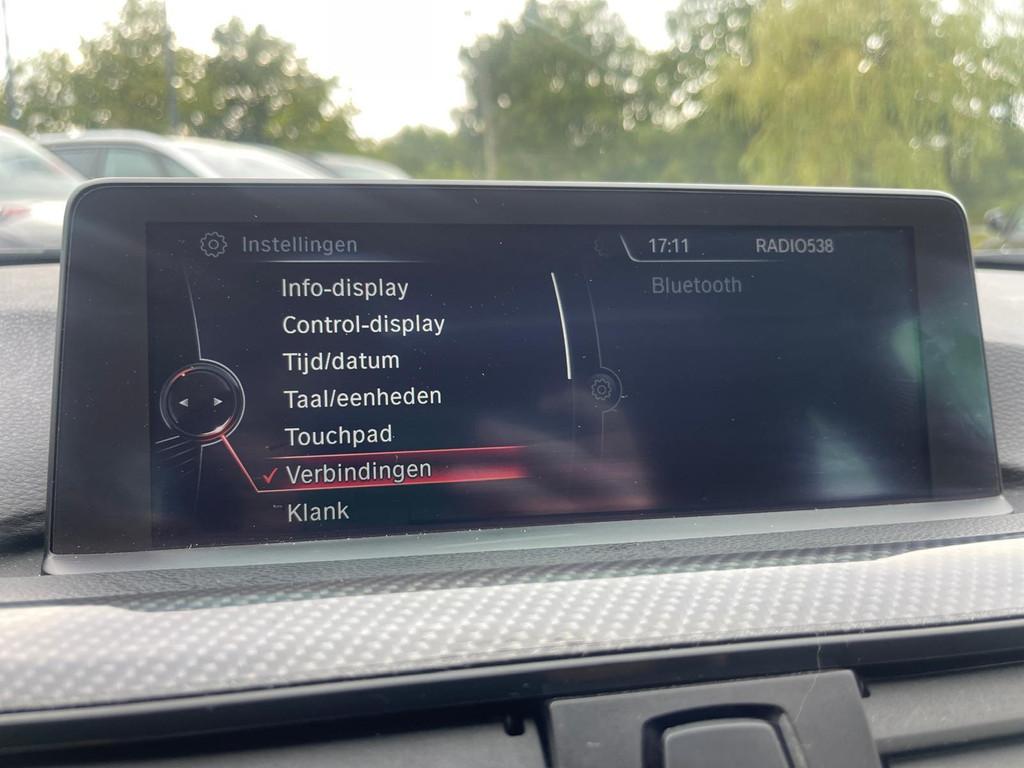 Instellingen
17:11 RADIO538
Info-display
Control-display
Tijd/datum
Taal/eenheden
Touchpad
Verbindingen
Klank
Bluetooth